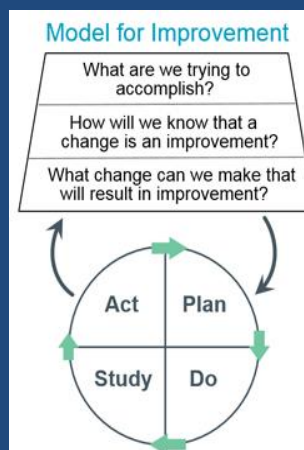 Model for Improvement
What are we trying to
accomplish?
How will we know that a
change is an improvement?
What change can we make that
will result in improvement?
Act
Plan
Study
Do